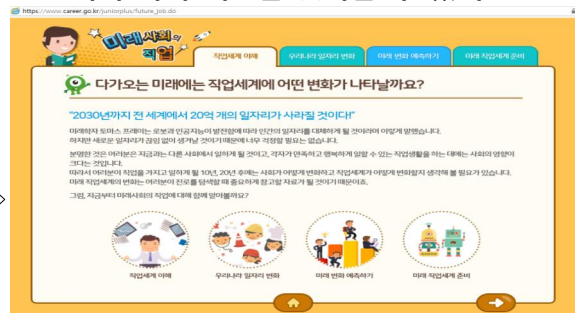 https://www.career.go.kr/juniorplus/future_job.do
미래 사회의
직업
직업세계 이해
우리나라 일자리 변화
미래 변화 예측하기
미래 직업세계 준비
다가오는 미래에는 직업세계에 어떤 변화가 나타날까요?
"2030년까지 전 세계에서 20억 개의 일자리가 사라질 것이다!"
미래학자 토마스 프레이는 로봇과 인공지능이 발전함에 따라 인간의 일자리를 대체하게 될 것이라며 이렇게 말했습니다.
하지만 새로운 일자리가 끊임 없이 생겨날 것이기 때문에 너무 걱정할 필요는 없습니다.
분명한 것은 여러분은 지금과는 다른 사회에서 일하게 될 것이고, 각자가 만족하고 행복하게 일할 수 있는 직업생활을 하는 데에는 사회의 영향이
크다는 것입니다.
따라서 여러분이 직업을 가지고 일하게 될 10년, 20년 후에는 사회가 어떻게 변화하고 직업세계가 어떻게 변화할지 생각해 볼 필요가 있습니다.
미래 직업세계의 변화는 여러분이 진로를 탐색할 때 중요하게 참고할 자료가 될 것이기 때문이죠.
그럼, 지금부터 미래사회의 직업에 대해 함께 알아볼까요?
직업세계 이해
우리나라 일자리 변화
미래 변화 예측하기
미래 직업세계 준비